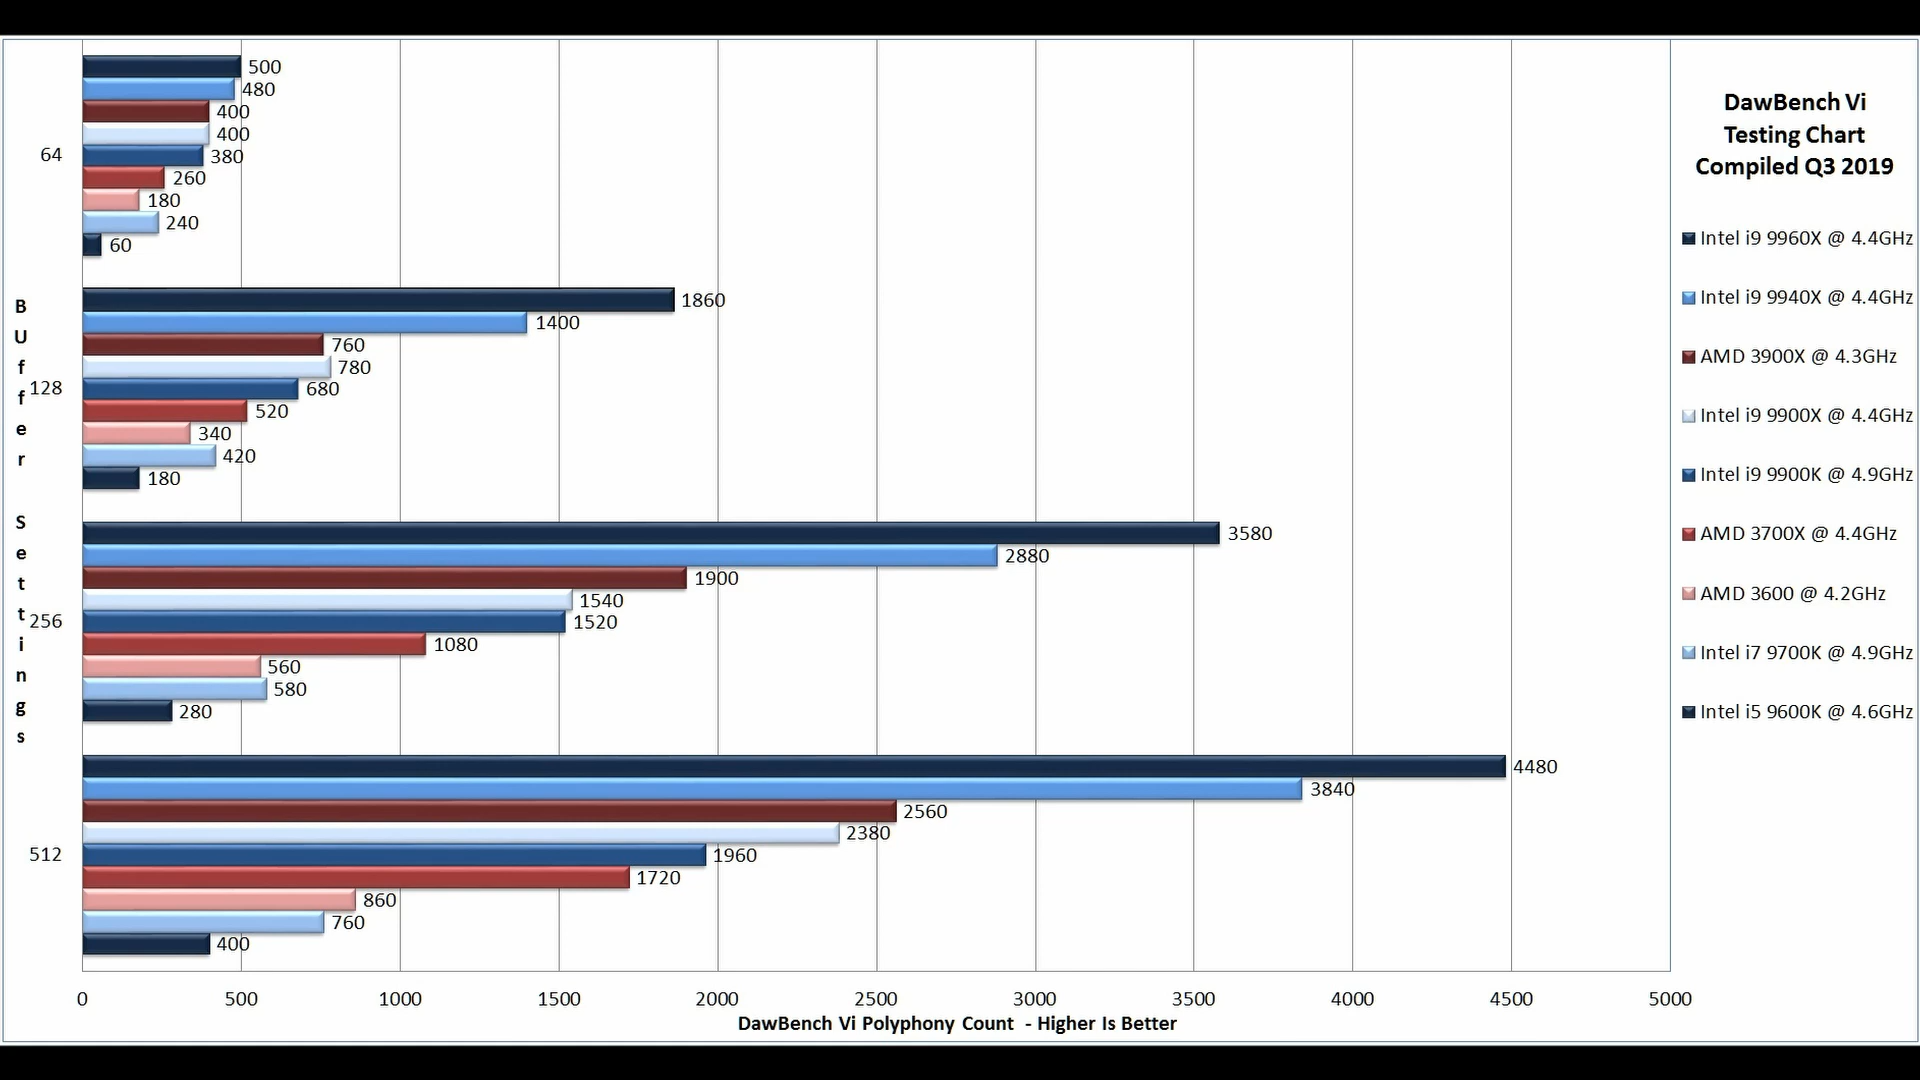 DawBench Vi
Testing Chart
Compiled Q3 2019
Intel i9 9960X @ 4.4GHz
Intel i9 9940X @ 4.4GHz
AMD 3900X @ 4.3GHz
Intel i9 9900X @ 4.4GHz
Intel i9 9900K @ 4.9GHz
AMD 3700X @ 4.4GHz
AMD 3600 @ 4.2GHz
Intel i7 9700K @ 4.9GHz
Intel i5 9600K @ 4.6GHz
BUffer Settings
64
500
480
400
400
380
260
180
240
60
128
1860
1400
760
780
680
520
340
420
180
256
3580
2880
1900
1540
1520
1080
560
580
280
512
4480
3840
2560
2380
1960
1720
860
760
400
0 500 1000 1500 2000 2500 3000 3500 4000 4500 5000
DawBench Vi Polyphony Count - Higher Is Better